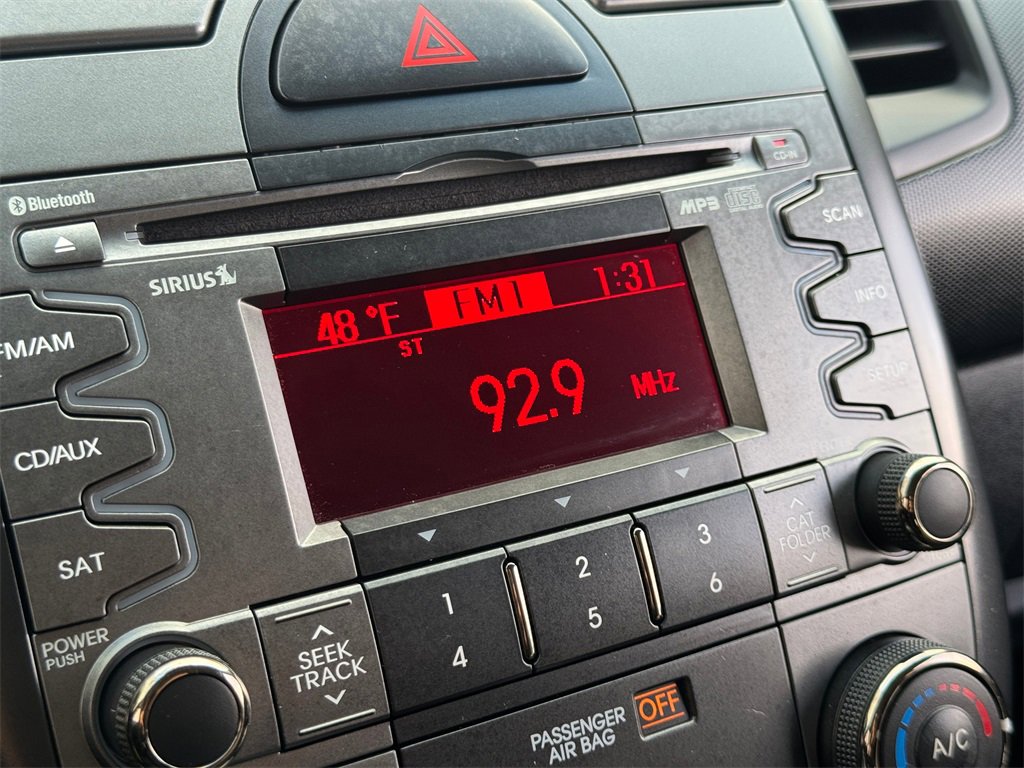 CD-IN
Bluetooth
MP3
disc
SCAN
SIRIUS
48 °F FM1 1:31
INFO
FM/AM
ST
SETUP
92.9 MHz
CD/AUX
SAT
CAT
FOLDER
1
4
2
5
3
6
POWER
PUSH
SEEK
TRACK
PASSENGER
AIR BAG
OFF
A/C